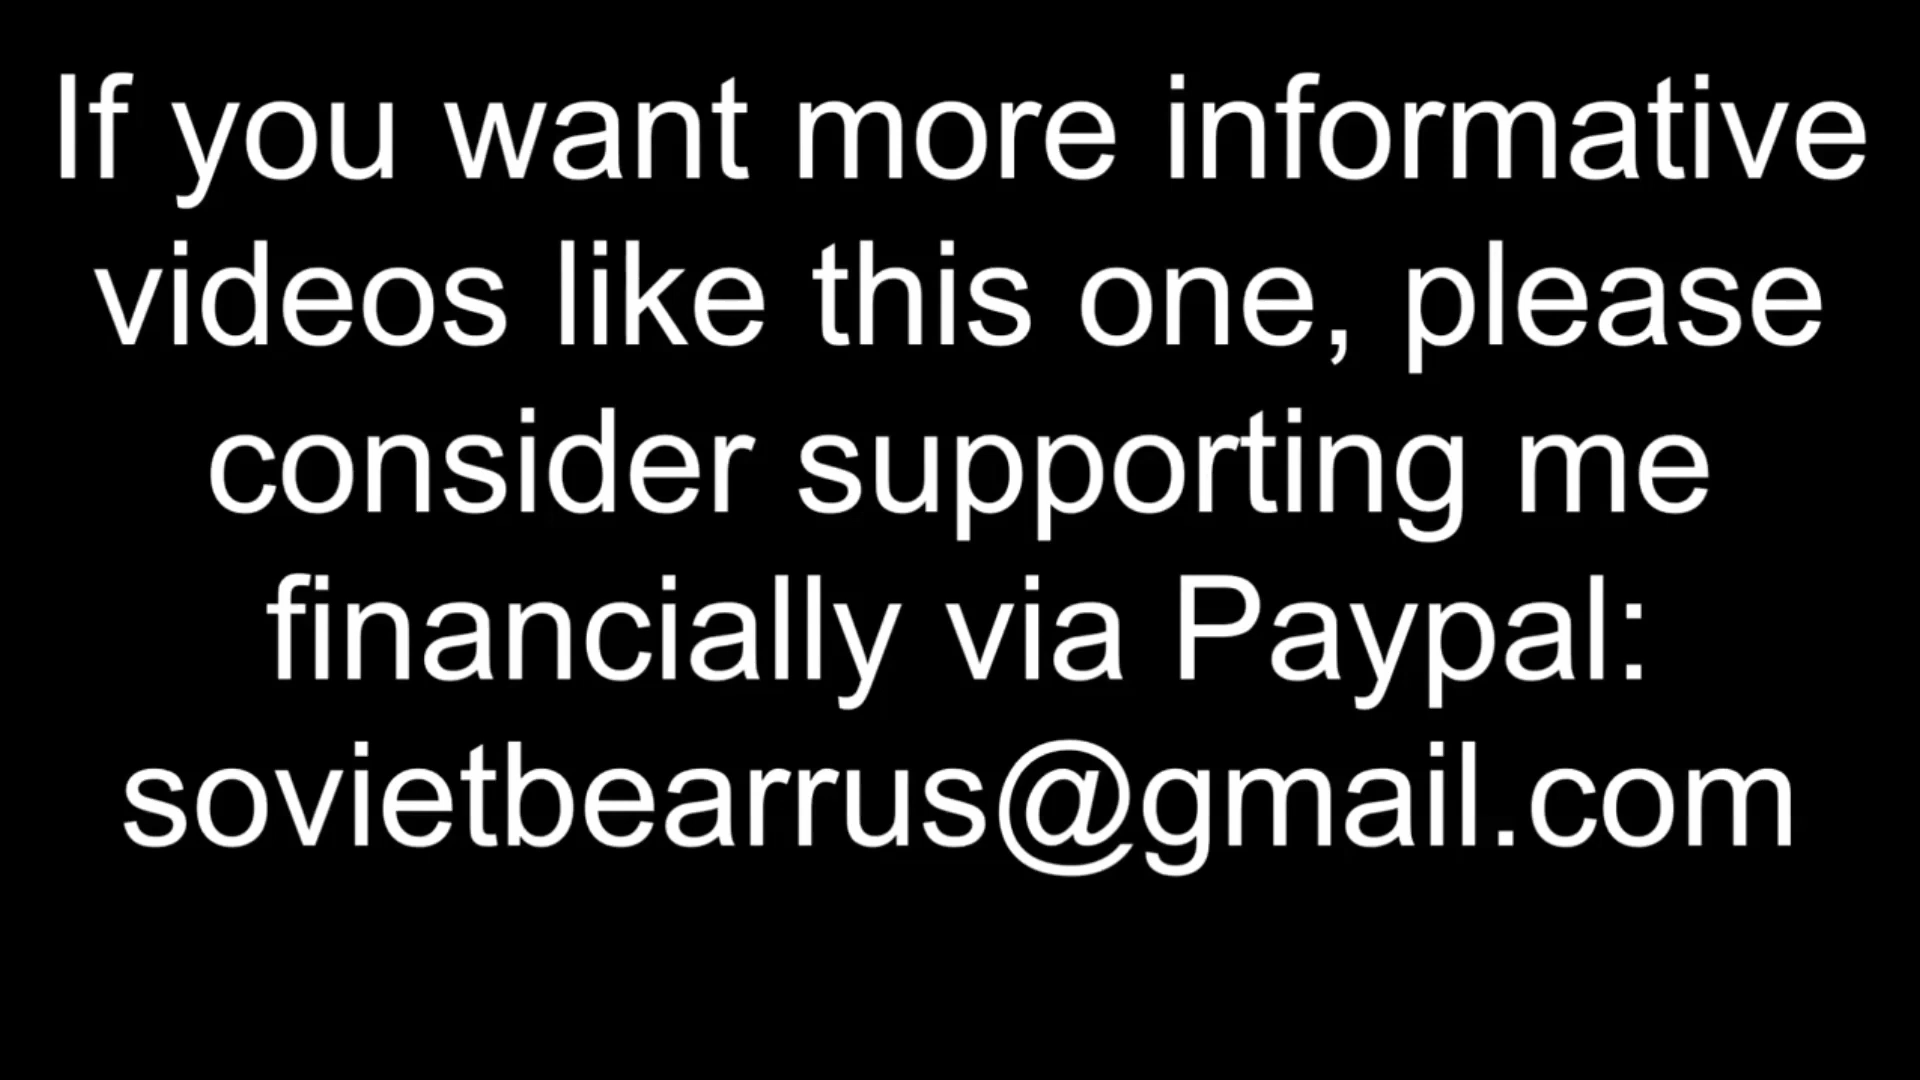 If you want more informative
videos like this one, please
consider supporting me
financially via Paypal:
sovietbearrus@gmail.com